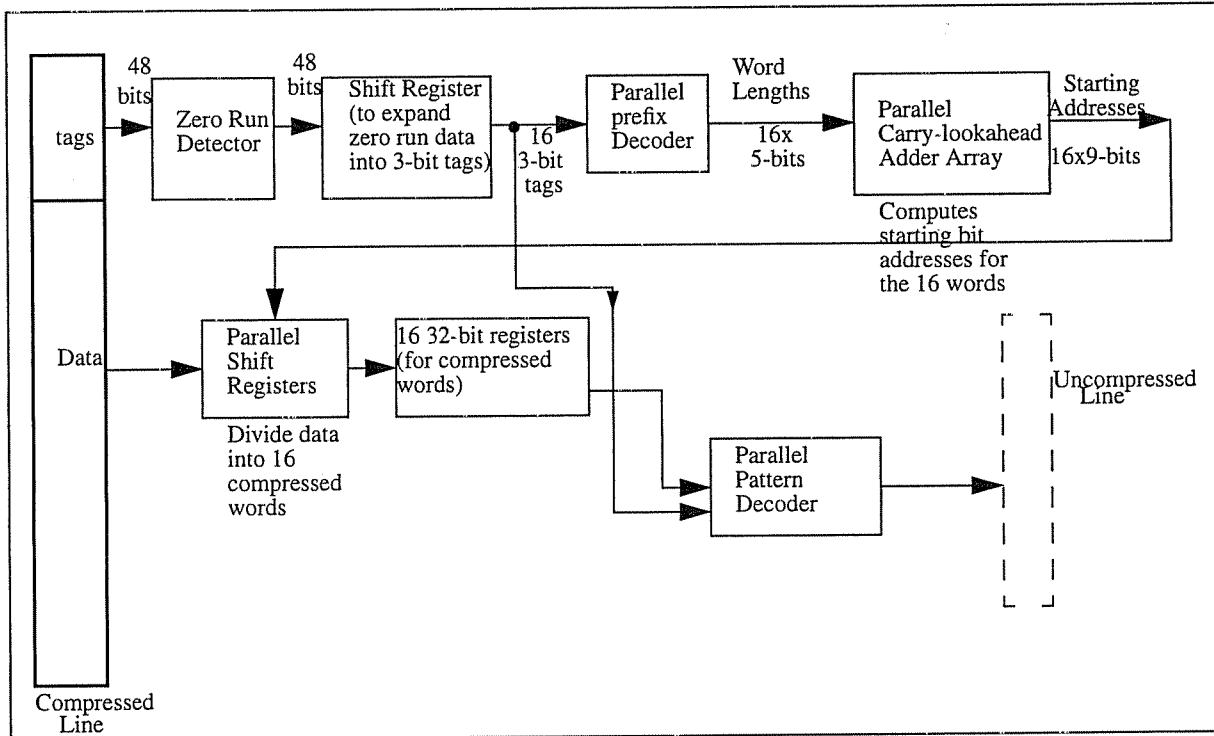 tags
48
bits
Zero Run
Detector
48
bits
Shift Register
(to expand
zero run data
into 3-bit tags)
16
3-bit
tags
Parallel
prefix
Decoder
Word
Lengths
16x
5-bits
Parallel
Carry-lookahead
Adder Array
Starting
Addresses
16x9-bits
Computes
starting bit
addresses for
the 16 words
Data
Parallel
Shift
Registers
Divide data
into 16
compressed
words
16 32-bit registers
(for compressed
words)
Parallel
Pattern
Decoder
Uncompressed
Line
Compressed
Line